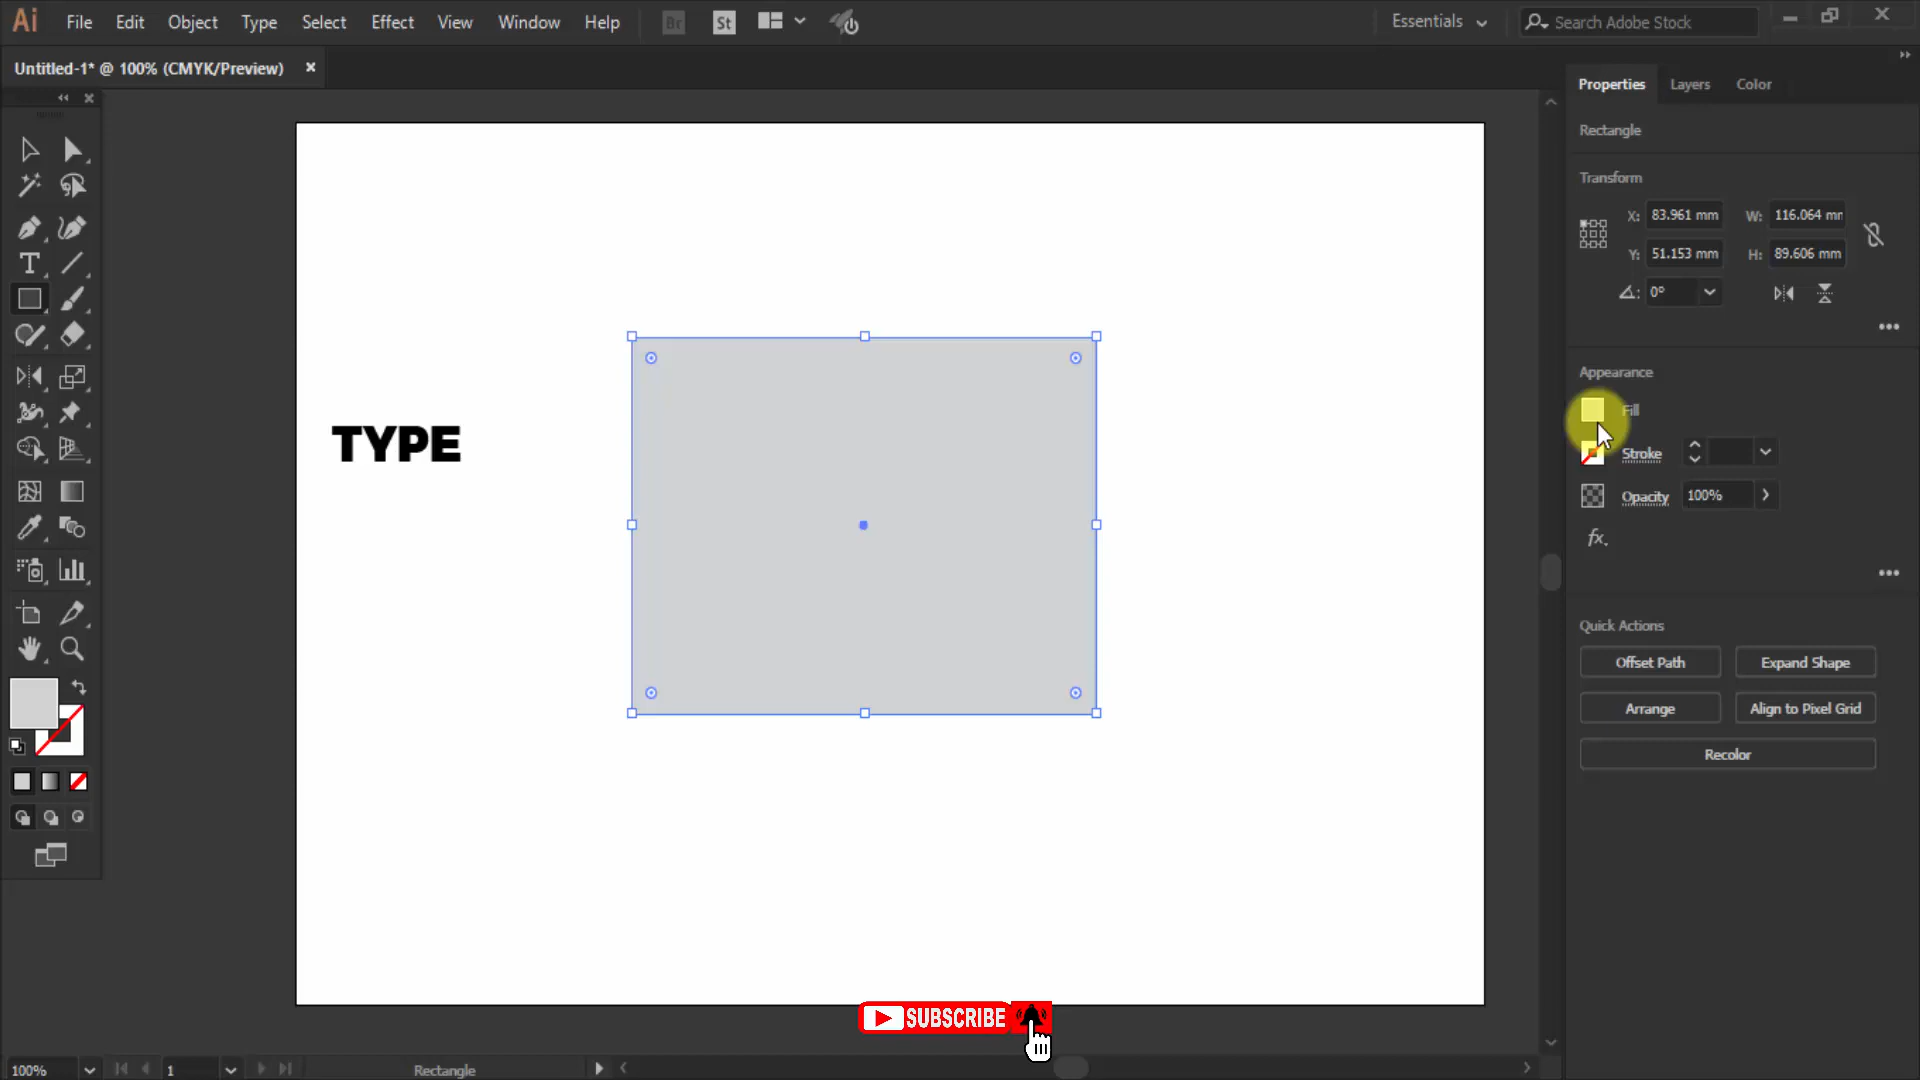 Ai File Edit Object Type Select Effect View Window Help Br St Essentials Search Adobe Stock
Untitled-1* @ 100% (CMYK/Preview)
Properties Layers Color
Rectangle
Transform
X: 83.961 mm W: 116.064 mm
Y: 51.153 mm H: 89.606 mm
0°
Appearance
Fill
Stroke
Opacity 100%
fx.
Quick Actions
Offset Path Expand Shape
Arrange Align to Pixel Grid
Recolor
T
TYPE
SUBSCRIBE
100% 1 Rectangle